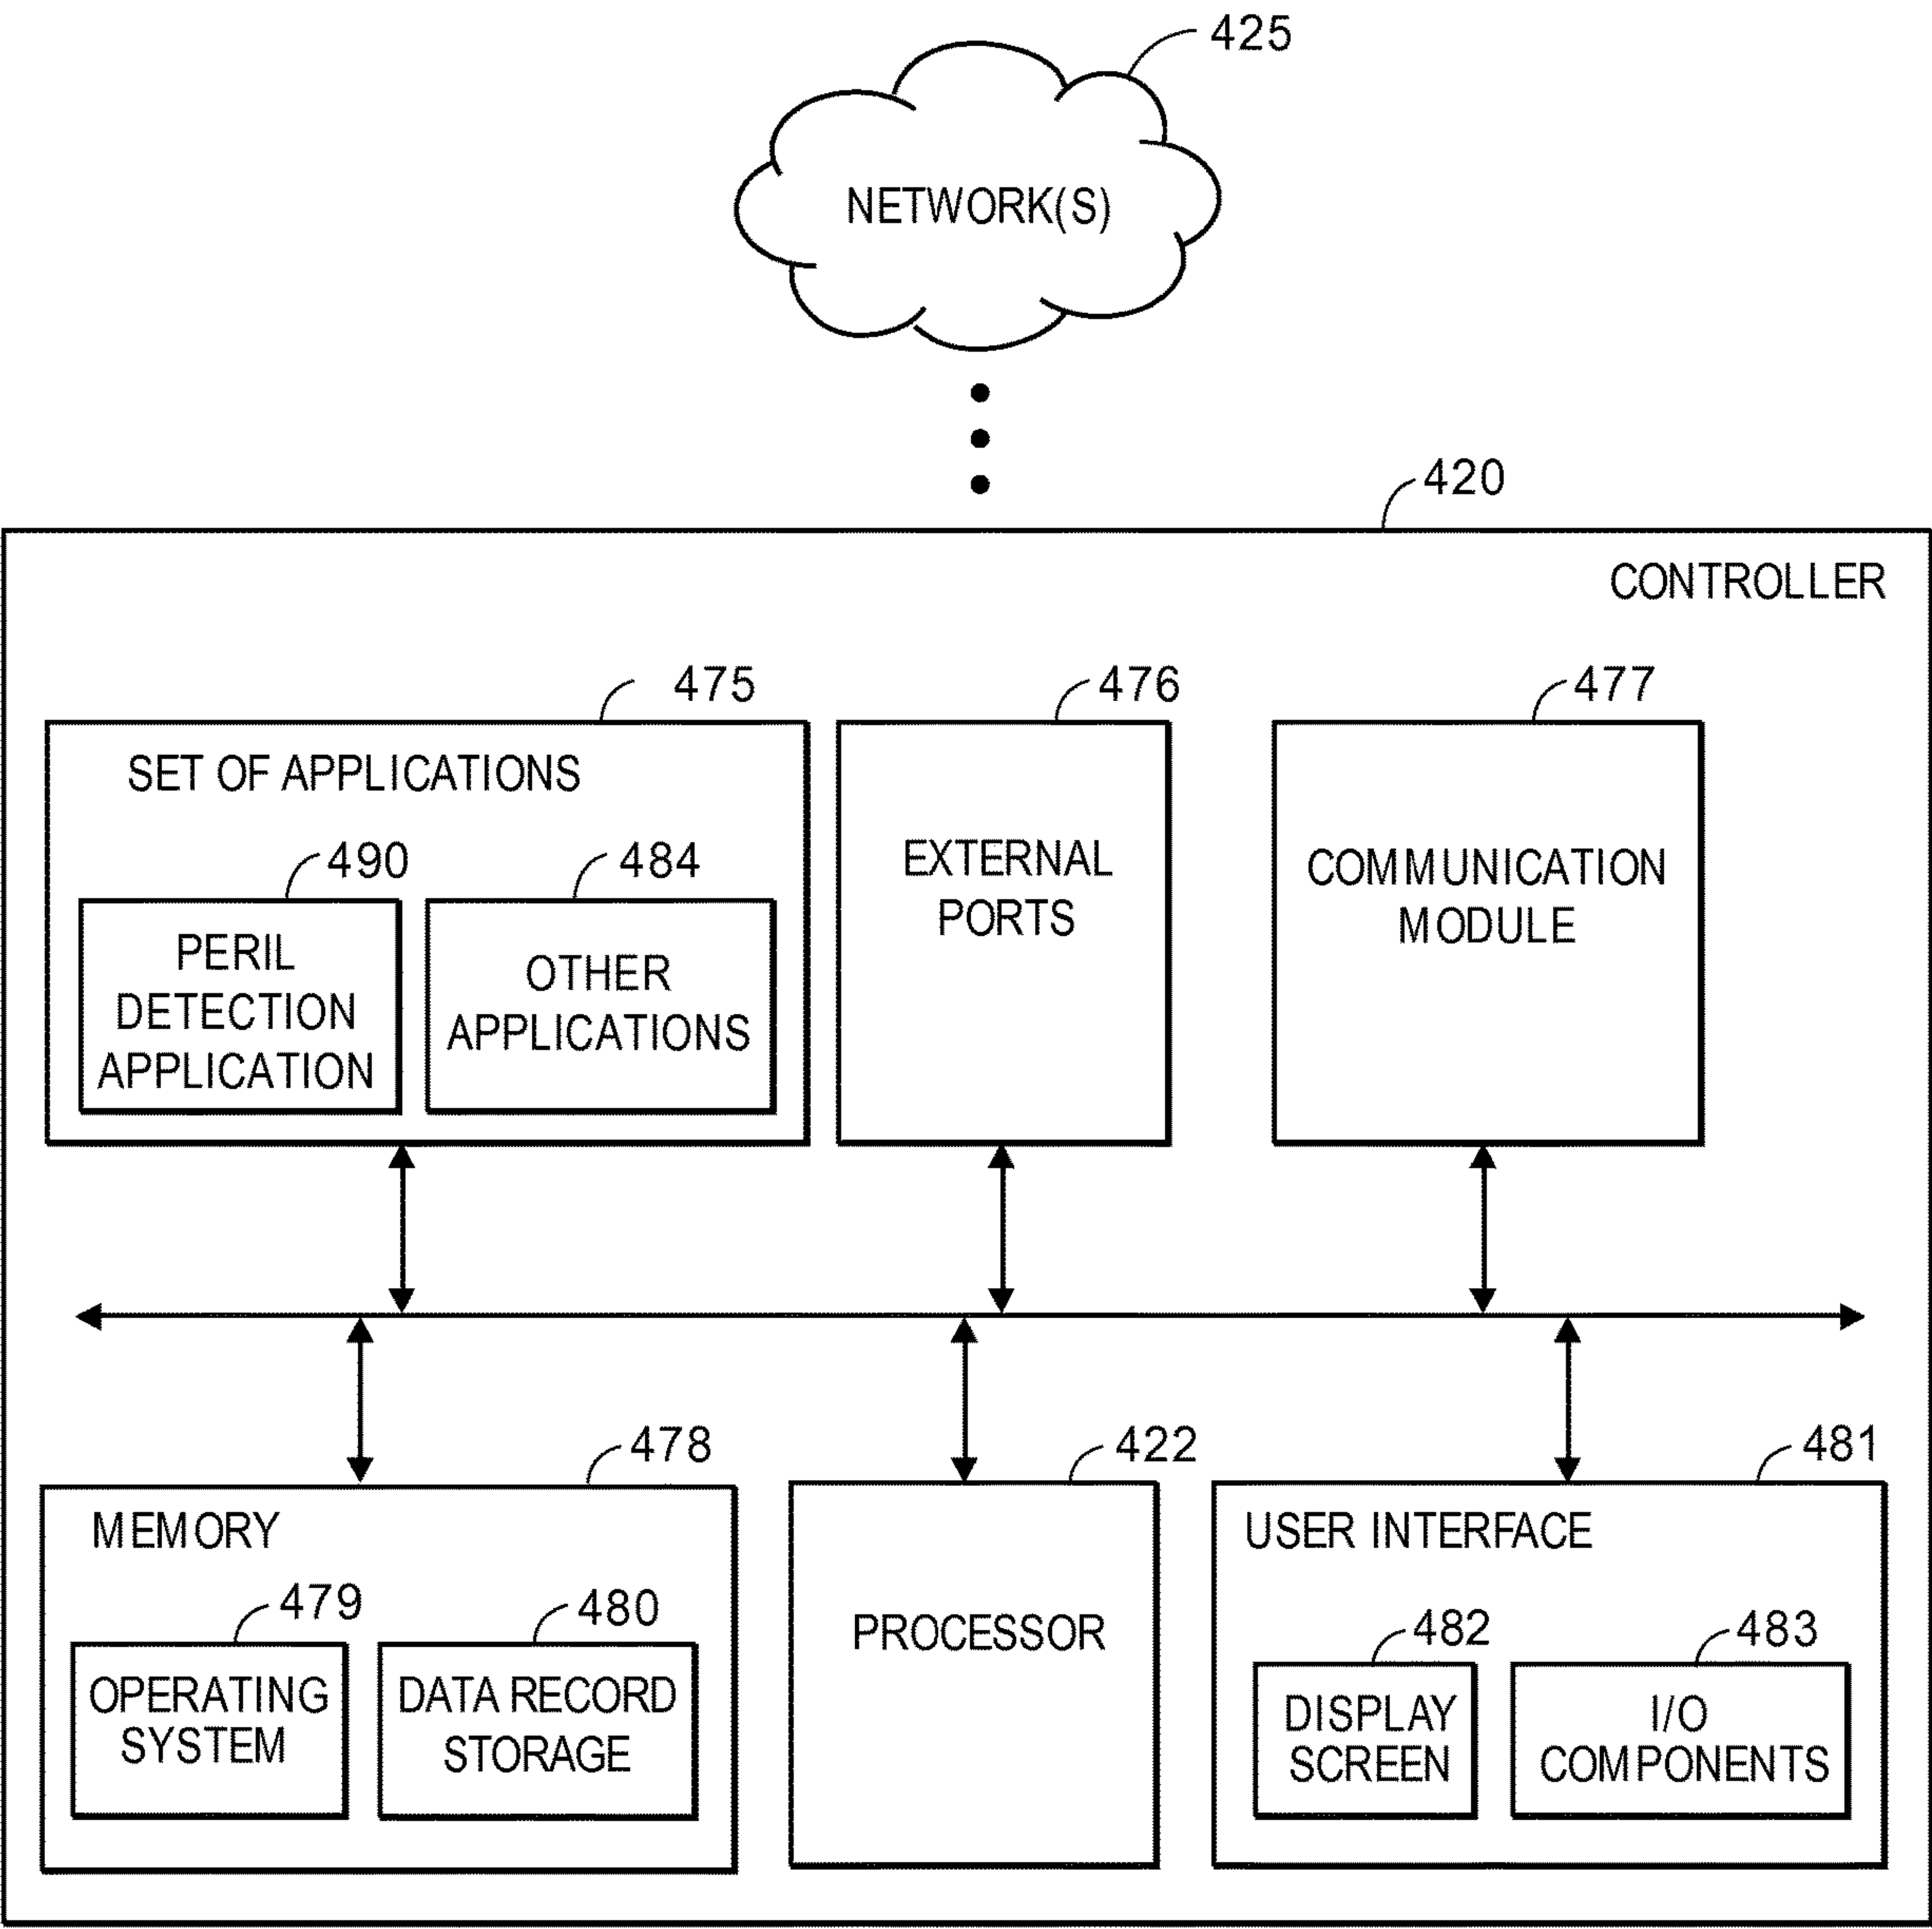 425
NETWORK(S)
420
CONTROLLER
475
SET OF APPLICATIONS
490
PERIL
DETECTION
APPLICATION
484
OTHER
APPLICATIONS
476
EXTERNAL
PORTS
477
COMMUNICATION
MODULE
478
MEMORY
479
OPERATING
SYSTEM
480
DATA RECORD
STORAGE
422
PROCESSOR
481
USER INTERFACE
482
DISPLAY
SCREEN
483
I/O
COMPONENTS